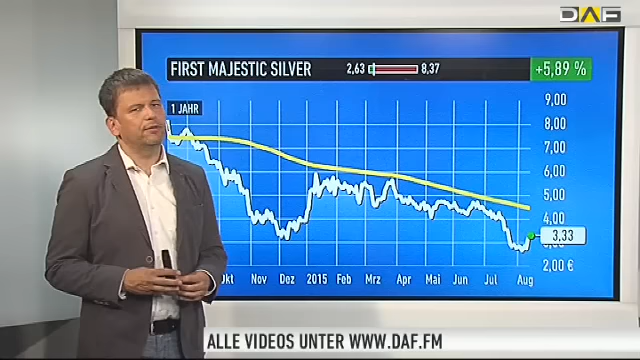 DAF
FIRST MAJESTIC SILVER 2,63 8,37 +5,89 %
1 JAHR
9,00
8,00
7,00
6,00
5,00
4,00
3,33
2,00 €
Nov Dez 2015 Feb Mrz Apr Mai Jun Jul Aug
ALLE VIDEOS UNTER WWW.DAF.FM